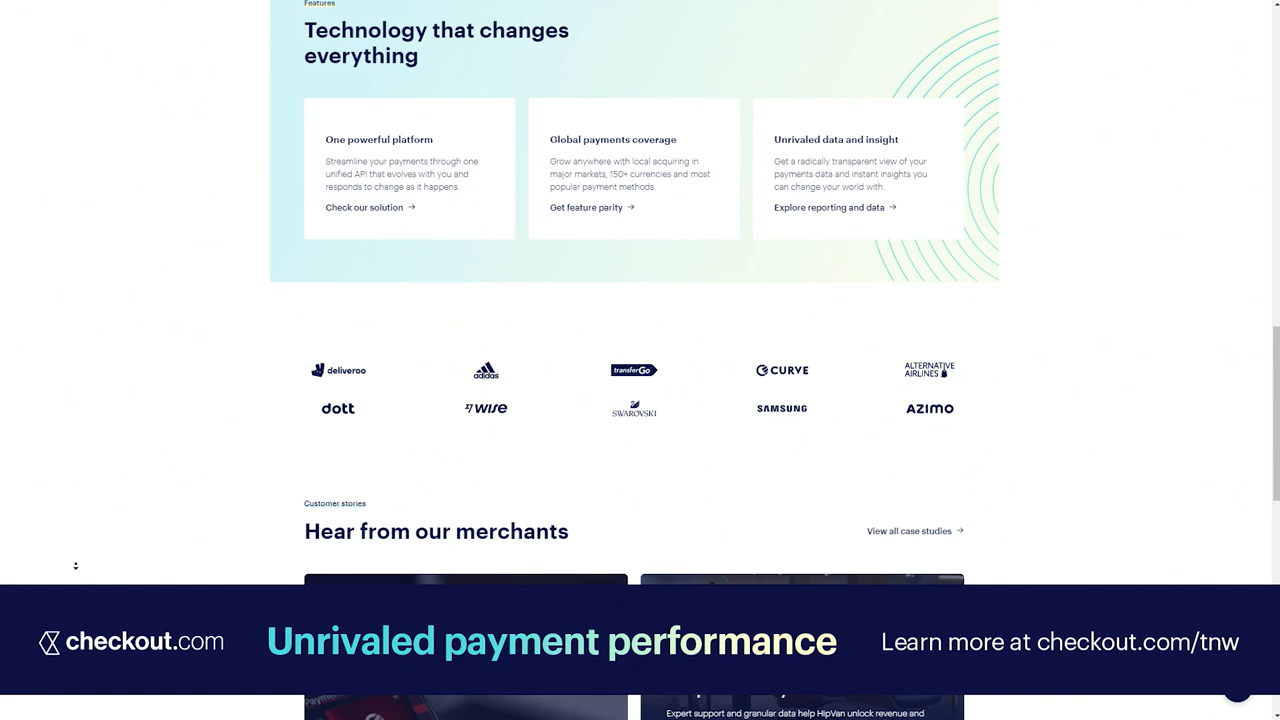 Features
Technology that changes
everything
One powerful platform
Streamline your payments through one
unified API that evolves with you and
responds to change as it happens.
Check our solution →
Global payments coverage
Grow anywhere with local acquiring in
major markets, 150+ currencies and most
popular payment methods.
Get feature parity →
Unrivaled data and insight
Get a radically transparent view of your
payments data and instant insights you
can change your world with.
Explore reporting and data →
deliveroo
adidas
transferGo
CURVE
ALTERNATIVE
AIRLINES
dott
WISE
SWAROVSKI
SAMSUNG
AZIMO
Customer stories
Hear from our merchants
View all case studies →
checkout.com
Unrivaled payment performance
Learn more at checkout.com/tnw
Expert support and granular data help HipVan unlock revenue and